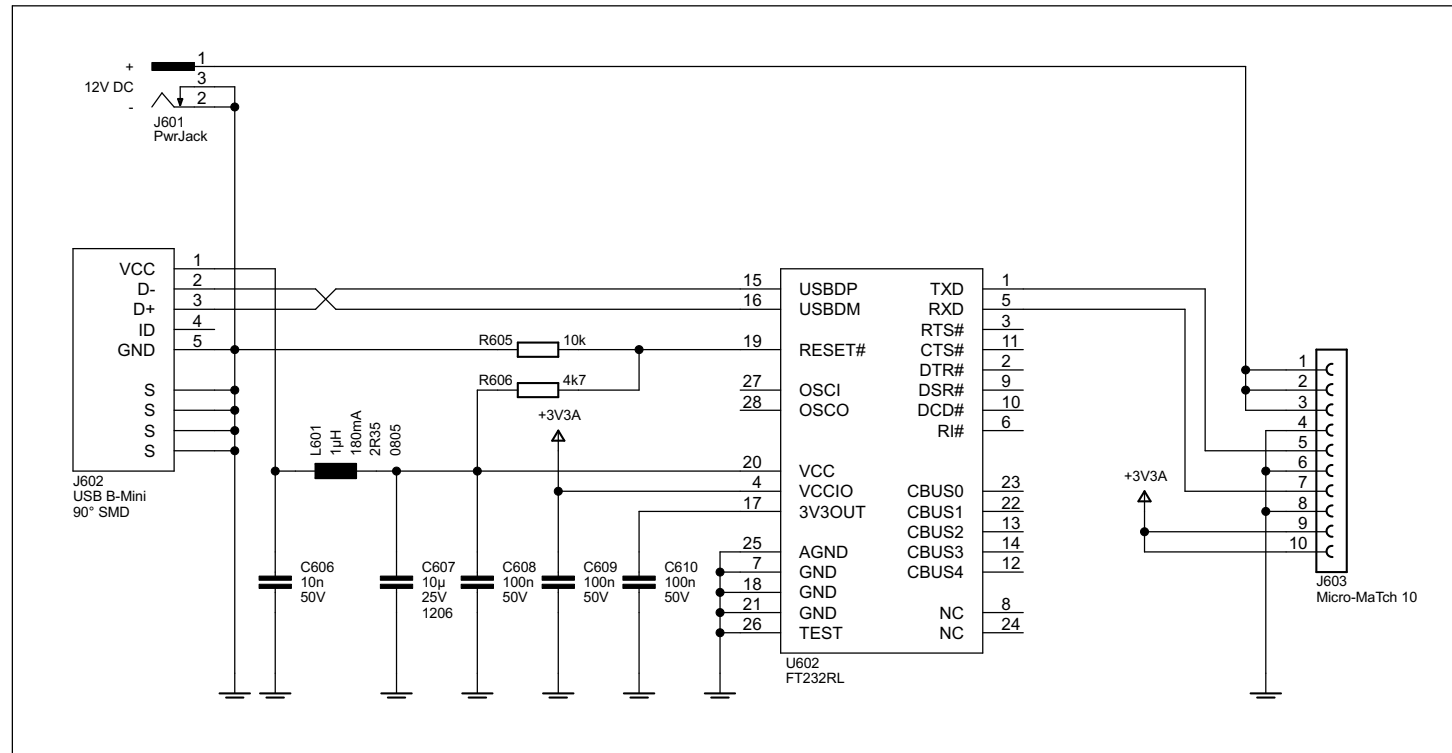 +
12V DC
-
1
3
2
J601
PwrJack
VCC 1
D- 2
D+ 3
ID 4
GND 5
S
S
S
S
J602
USB B-Mini
90° SMD
L601
1µH
180mA
2R35
0805
R605 10k
R606 4k7
+3V3A
C606
10n
50V
C607
10µ
25V
1206
C608
100n
50V
C609
100n
50V
C610
100n
50V
15 USBDP
16 USBDM
19 RESET#
27 OSCI
28 OSCO
20 VCC
4 VCCIO
17 3V3OUT
25 AGND
7 GND
18 GND
21 GND
26 TEST
TXD 1
RXD 5
RTS# 3
CTS# 11
DTR# 2
DSR# 9
DCD# 10
RI# 6
CBUS0 23
CBUS1 22
CBUS2 13
CBUS3 14
CBUS4 12
NC 8
NC 24
U602
FT232RL
+3V3A
1
2
3
4
5
6
7
8
9
10
J603
Micro-MaTch 10